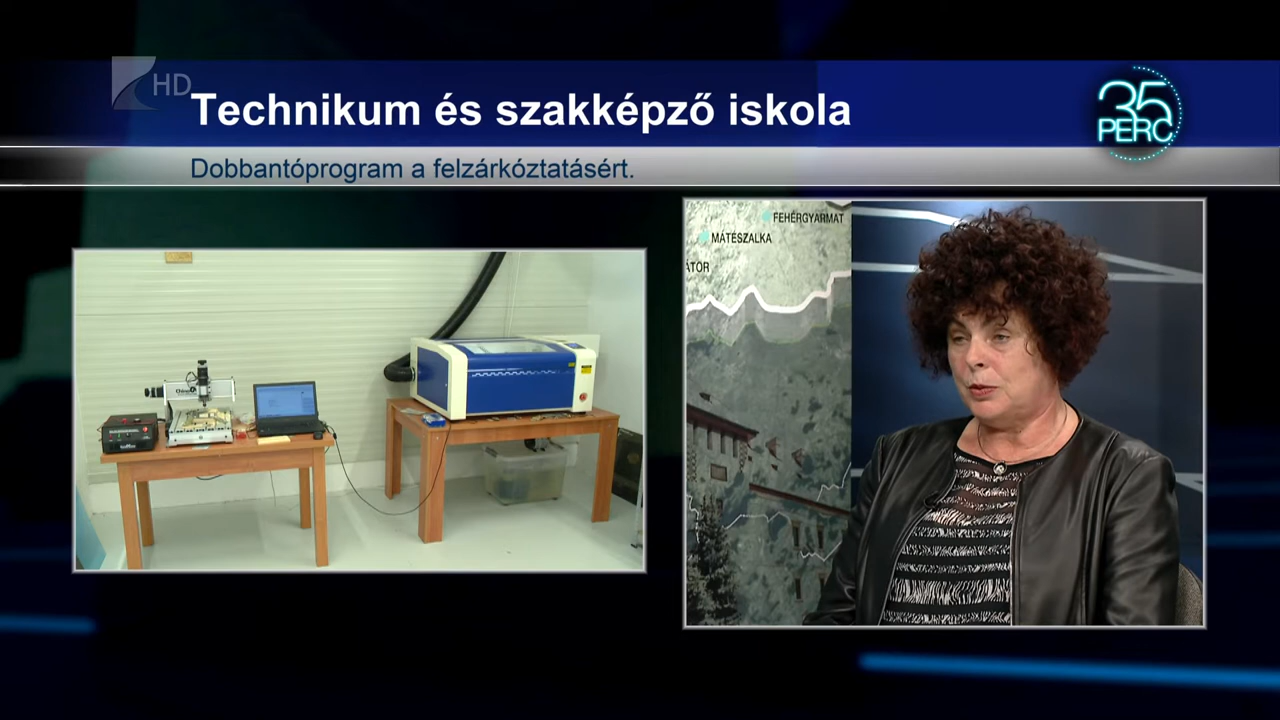 HD
Technikum és szakképző iskola
35
PERC
Dobbantóprogram a felzárkóztatásért.
FEHÉRGYARMAT
MÁTÉSZALKA
ÁTOR